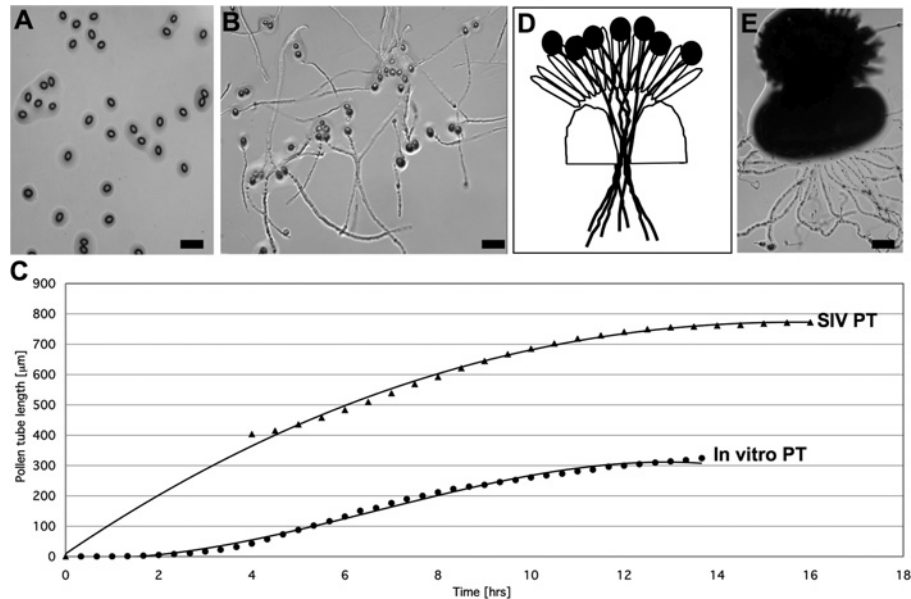 A
B
D
E
C
900
800
700
600
500
400
300
200
100
0
Pollen tube length [μm]
SIV PT
In vitro PT
0 2 4 6 8 10 12 14 16 18
Time [hrs]